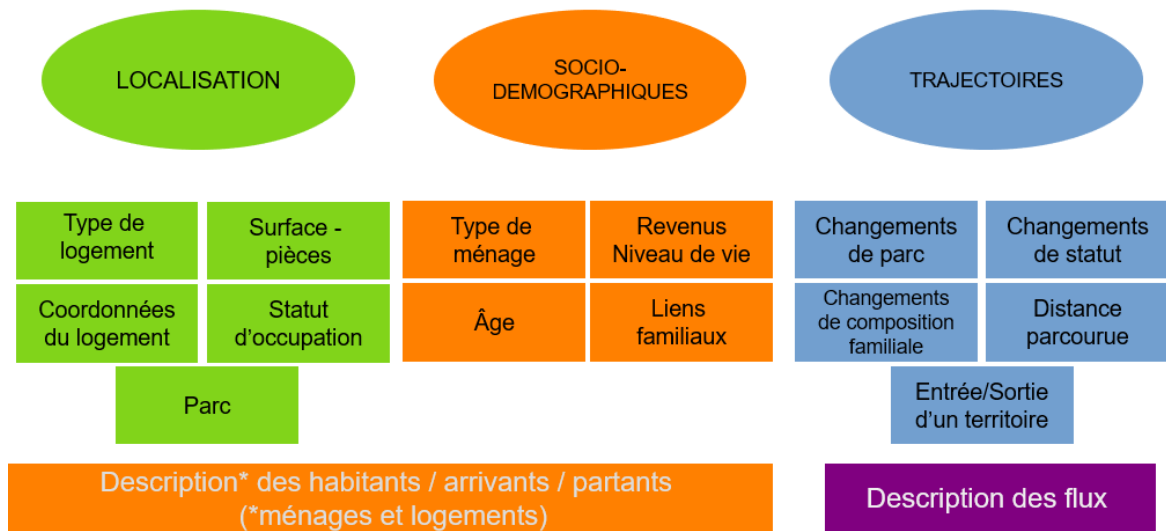 LOCALISATION
SOCIO-
DEMOGRAPHIQUES
TRAJECTOIRES
Type de
logement
Surface -
pièces
Coordonnées
du logement
Statut
d'occupation
Parc
Type de
ménage
Revenus
Niveau de vie
Âge
Liens
familiaux
Changements
de parc
Changements
de statut
Changements
de composition
familiale
Distance
parcourue
Entrée/Sortie
d'un territoire
Description* des habitants / arrivants / partants
(*ménages et logements)
Description des flux